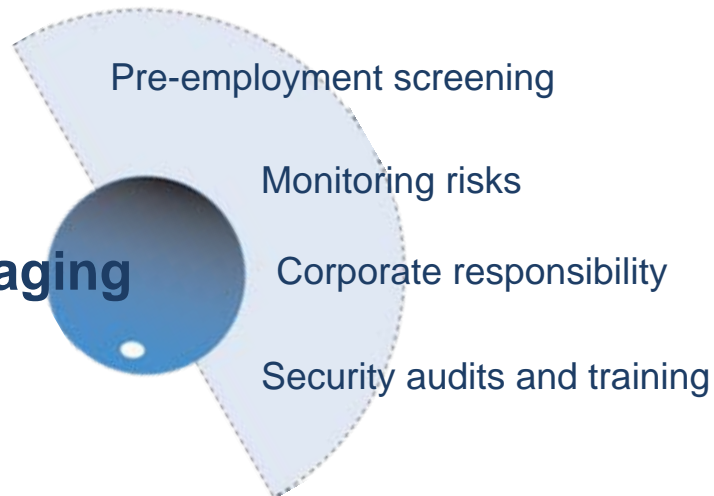 Pre-employment screening
Monitoring risks
aging
Corporate responsibility
Security audits and training